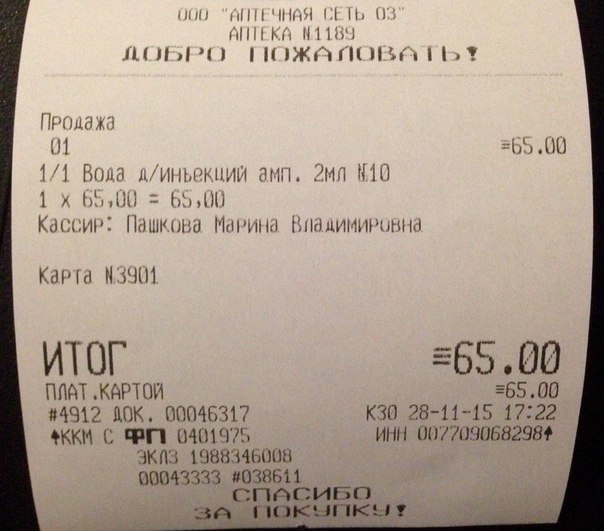 ООО "АПТЕЧНАЯ СЕТЬ 03"
АПТЕКА №1189
ДОБРО ПОЖАЛОВАТЬ!
Продажа
01 ≡65.00
1/1 Вода д/инъекций амп. 2мл №10
1 x 65,00 = 65,00
Кассир: Пашкова Марина Владимировна
Карта №3901
ИТОГ ≡65.00
ПЛАТ.КАРТОЙ ≡65.00
#4912 ДОК. 00046317 К30 28-11-15 17:22
↑ККМ С ФП 0401975 ИНН 007709068298↑
ЭКЛЗ 1988346008
00043333 #038611
СПАСИБО
ЗА ПОКУПКУ!